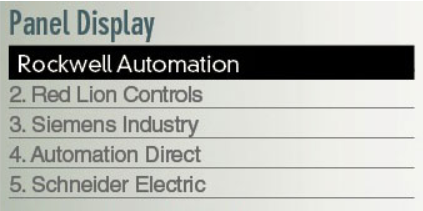 Panel Display
Rockwell Automation
2. Red Lion Controls
3. Siemens Industry
4. Automation Direct
5. Schneider Electric